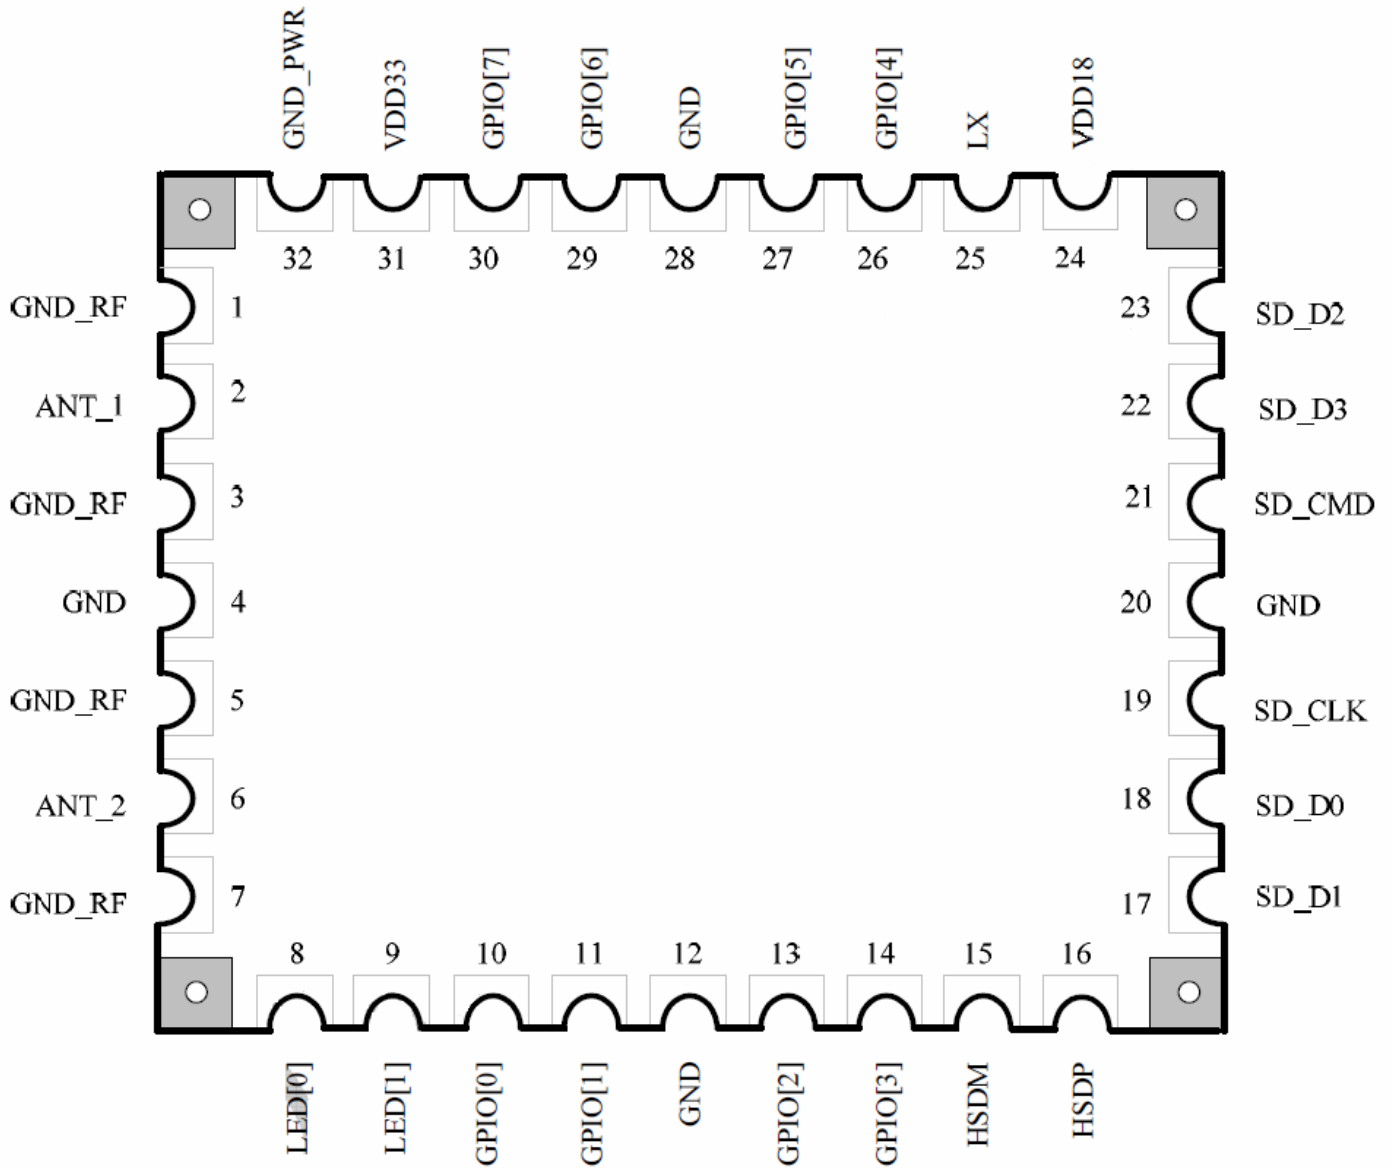 GND_PWR VDD33 GPIO[7] GPIO[6] GND GPIO[5] GPIO[4] LX VDD18
32 31 30 29 28 27 26 25 24
GND_RF 1 23 SD_D2
ANT_1 2 22 SD_D3
GND_RF 3 21 SD_CMD
GND 4 20 GND
GND_RF 5 19 SD_CLK
ANT_2 6 18 SD_D0
GND_RF 7 17 SD_D1
8 9 10 11 12 13 14 15 16
LED[0] LED[1] GPIO[0] GPIO[1] GND GPIO[2] GPIO[3] HSDM HSDP